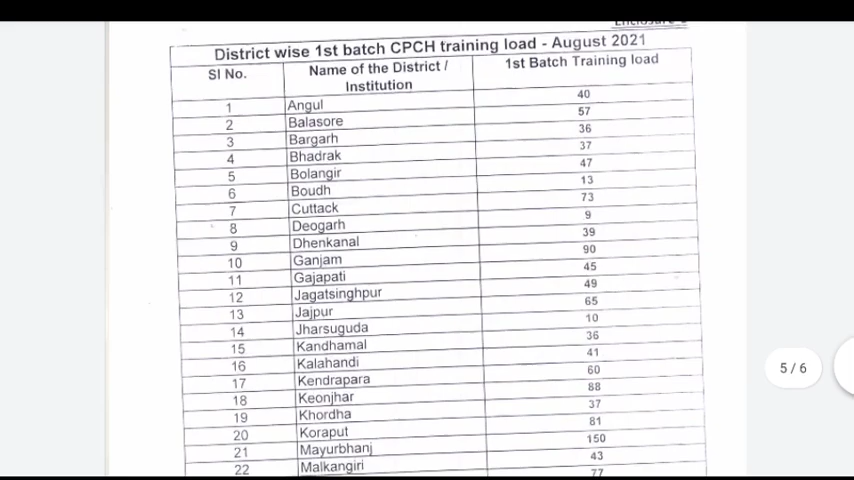 District wise 1st batch CPCH training load - August 2021
Sl No. Name of the District / Institution 1st Batch Training load
1 Angul 40
2 Balasore 57
3 Bargarh 36
4 Bhadrak 37
5 Bolangir 47
6 Boudh 13
7 Cuttack 73
8 Deogarh 9
9 Dhenkanal 39
10 Ganjam 90
11 Gajapati 45
12 Jagatsinghpur 49
13 Jajpur 65
14 Jharsuguda 10
15 Kandhamal 36
16 Kalahandi 41
17 Kendrapara 60
18 Keonjhar 88
19 Khordha 37
20 Koraput 81
21 Mayurbhanj 150
22 Malkangiri 43
77
5 / 6